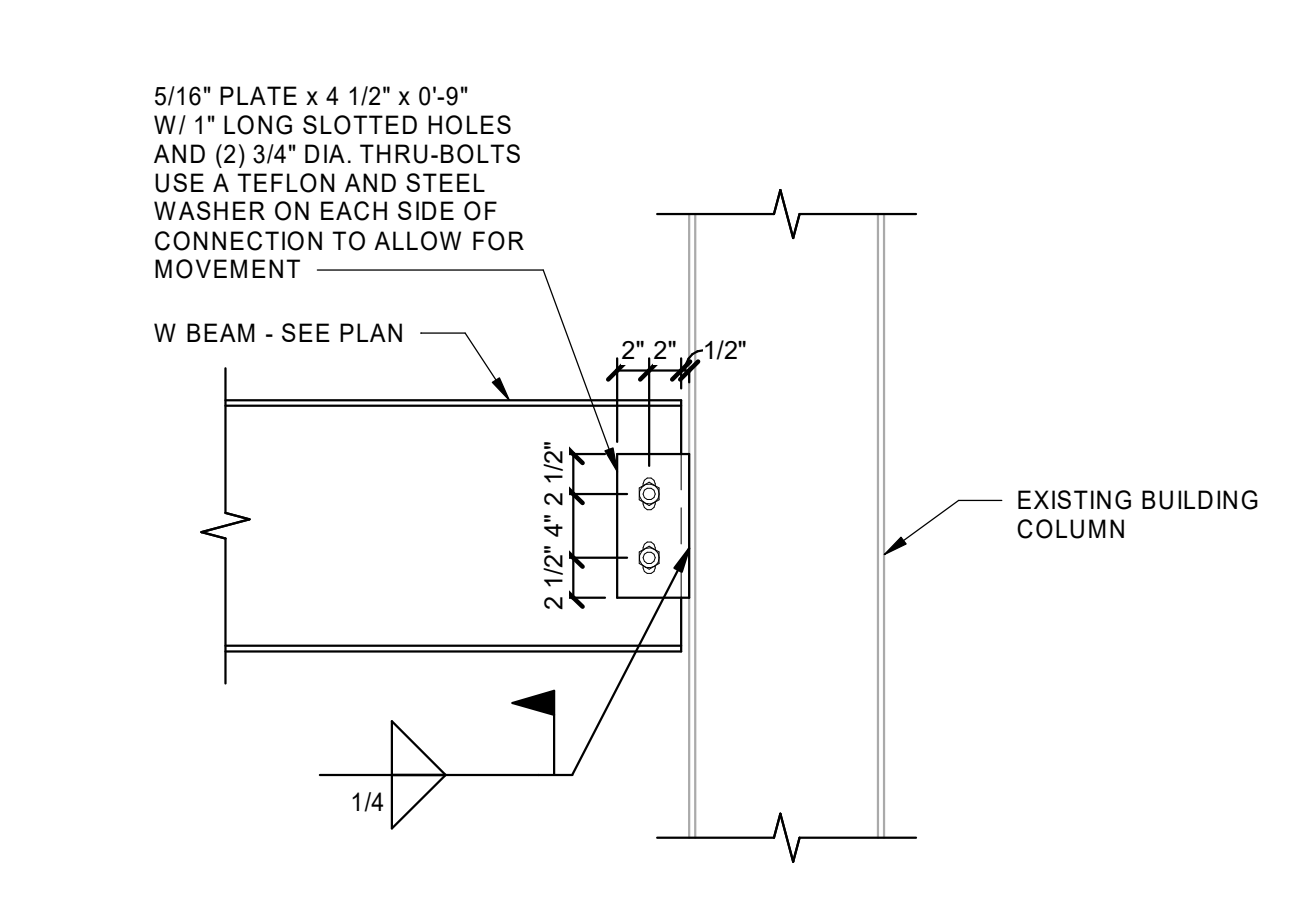 5/16" PLATE x 4 1/2" x 0'-9"
W/ 1" LONG SLOTTED HOLES
AND (2) 3/4" DIA. THRU-BOLTS
USE A TEFLON AND STEEL
WASHER ON EACH SIDE OF
CONNECTION TO ALLOW FOR
MOVEMENT
W BEAM - SEE PLAN
2" 2" 1/2"
2 1/2"
4"
2 1/2"
EXISTING BUILDING
COLUMN
1/4